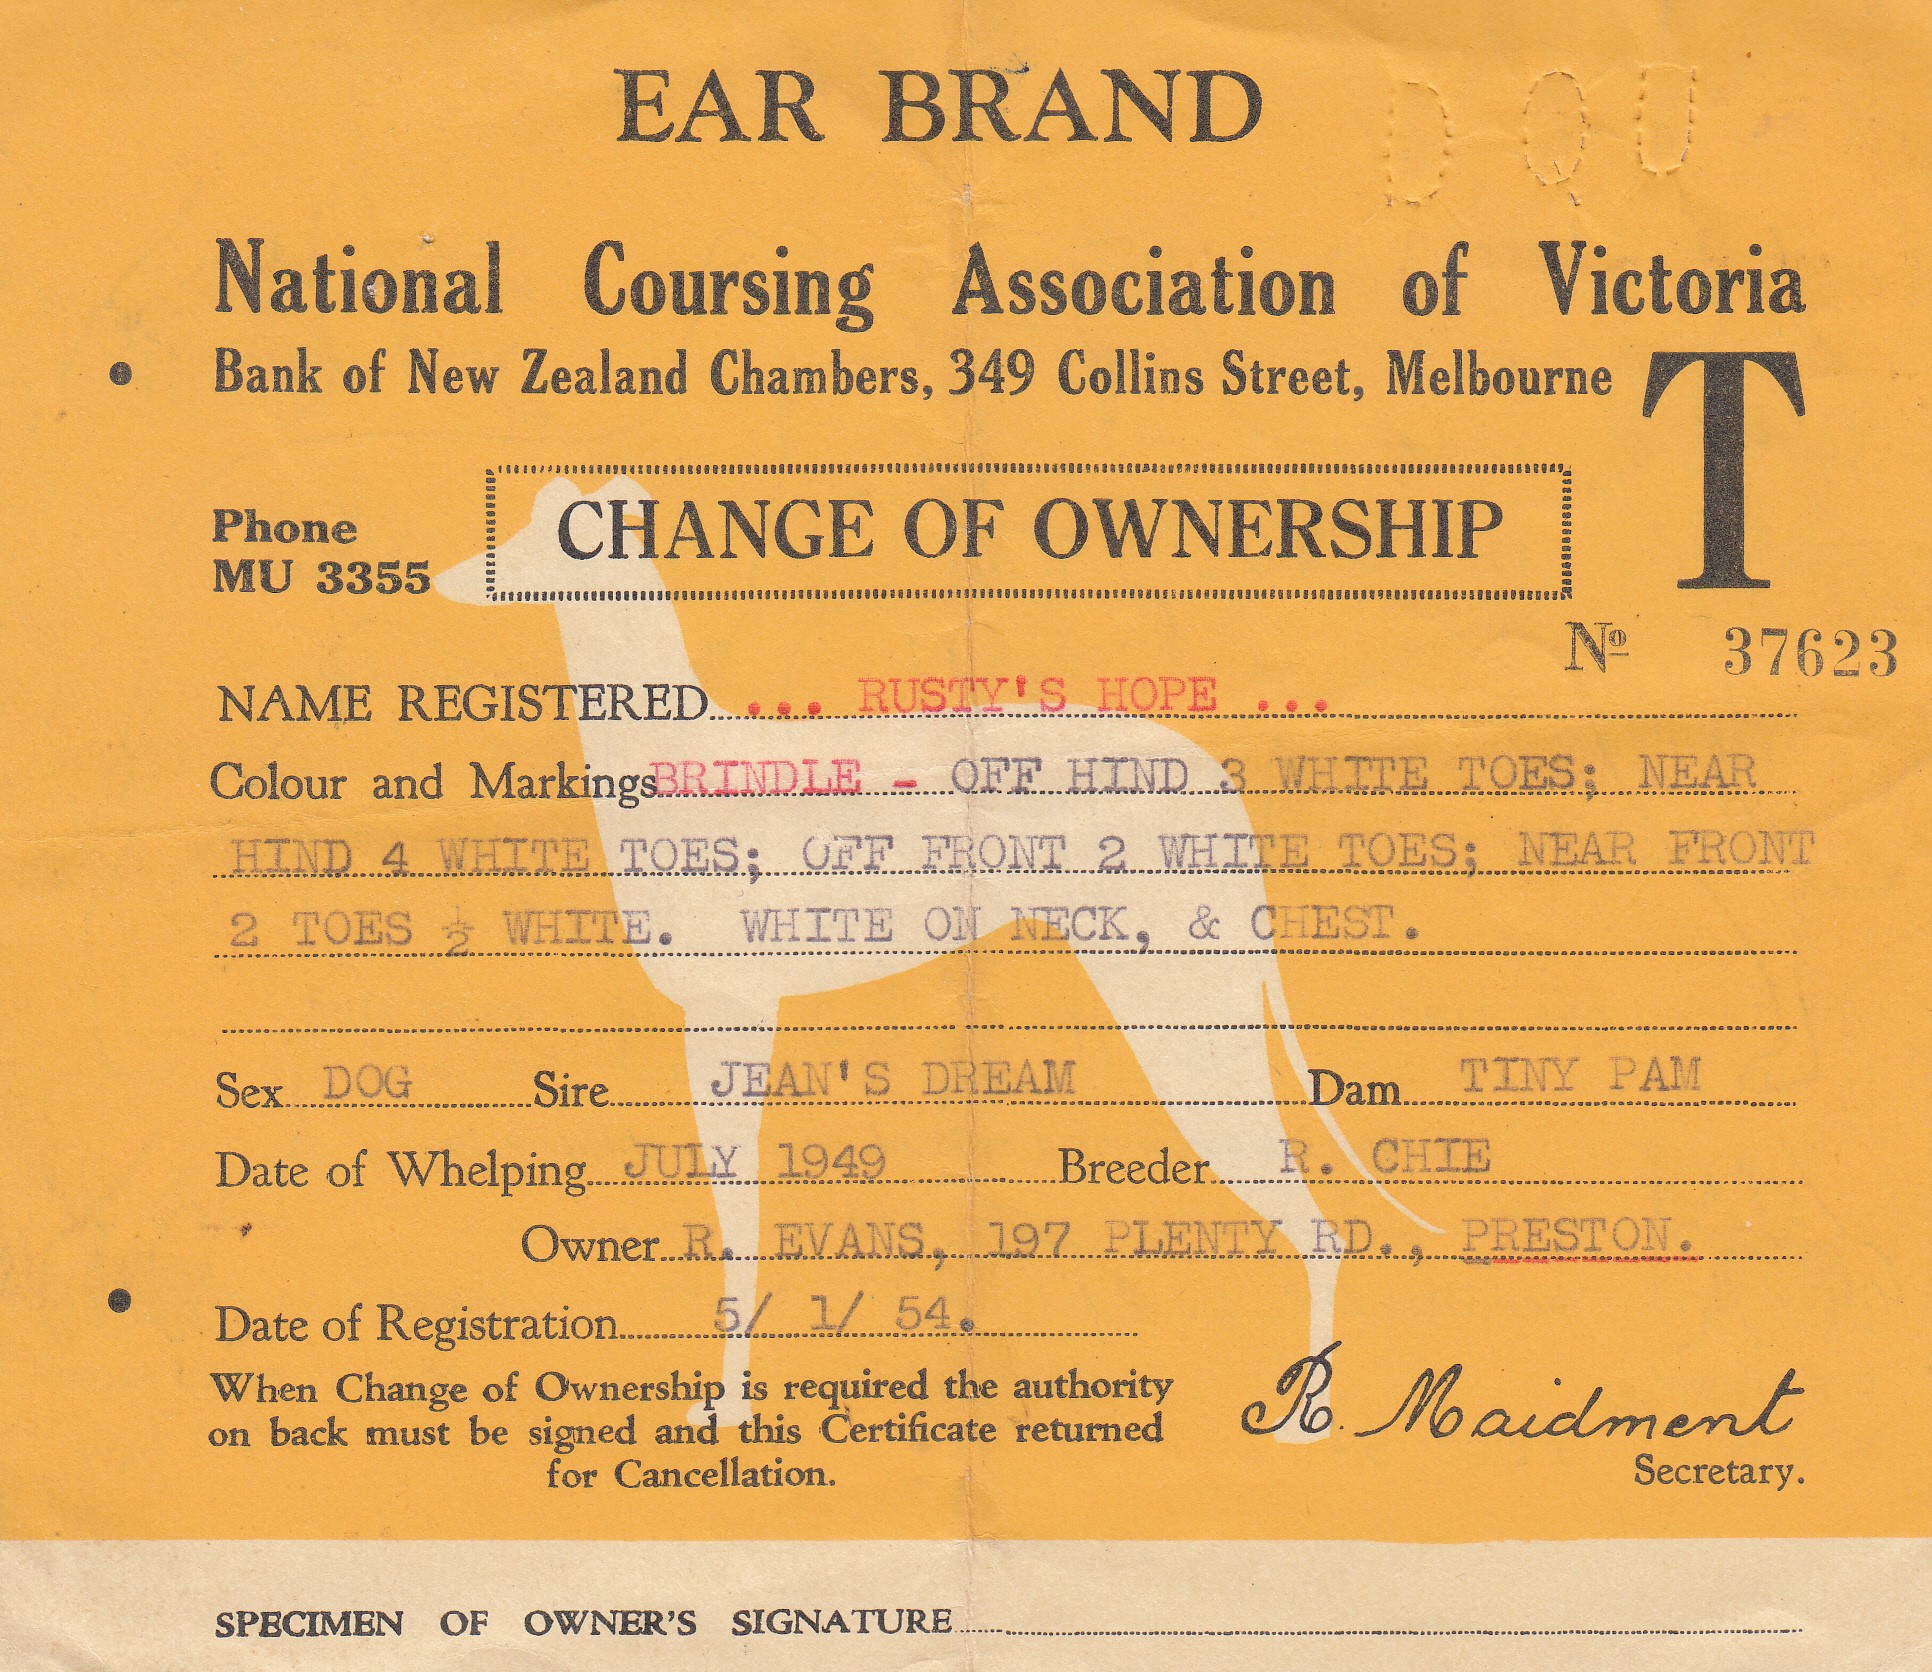 EAR BRAND D Q U
National Coursing Association of Victoria
Bank of New Zealand Chambers, 349 Collins Street, Melbourne T
Phone
MU 3355
CHANGE OF OWNERSHIP
No 37623
NAME REGISTERED ... RUSTY'S HOPE ...
Colour and Markings BRINDLE - OFF HIND 3 WHITE TOES; NEAR
HIND 4 WHITE TOES; OFF FRONT 2 WHITE TOES; NEAR FRONT
2 TOES ½ WHITE. WHITE ON NECK, & CHEST.
Sex DOG Sire JEAN'S DREAM Dam TINY PAM
Date of Whelping JULY 1949 Breeder R. CHIE
Owner R. EVANS, 197 PLENTY RD., PRESTON.
Date of Registration 5/ 1/ 54.
When Change of Ownership is required the authority
on back must be signed and this Certificate returned
for Cancellation.
R. Maidment
Secretary.
SPECIMEN OF OWNER'S SIGNATURE